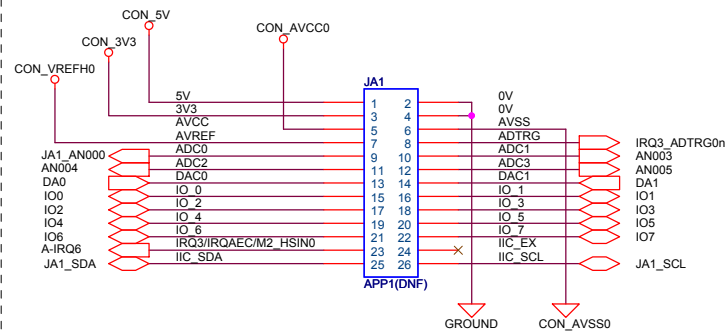 CON_5V
CON_AVCC0
CON_3V3
CON_VREFH0
JA1
5V 1 2 0V
3V3 3 4 0V
AVCC 5 6 AVSS
AVREF 7 8 ADTRG IRQ3_ADTRG0n
JA1_AN000 ADC0 9 10 ADC1 AN003
AN004 ADC2 11 12 ADC3 AN005
DA0 DAC0 13 14 DAC1 DA1
IO0 IO_0 15 16 IO_1 IO1
IO2 IO_2 17 18 IO_3 IO3
IO4 IO_4 19 20 IO_5 IO5
IO6 IO_6 21 22 IO_7 IO7
A-IRQ6 IRQ3/IRQAEC/M2_HSIN0 23 24 IIC_EX
JA1_SDA IIC_SDA 25 26 IIC_SCL JA1_SCL
APP1(DNF)
GROUND CON_AVSS0